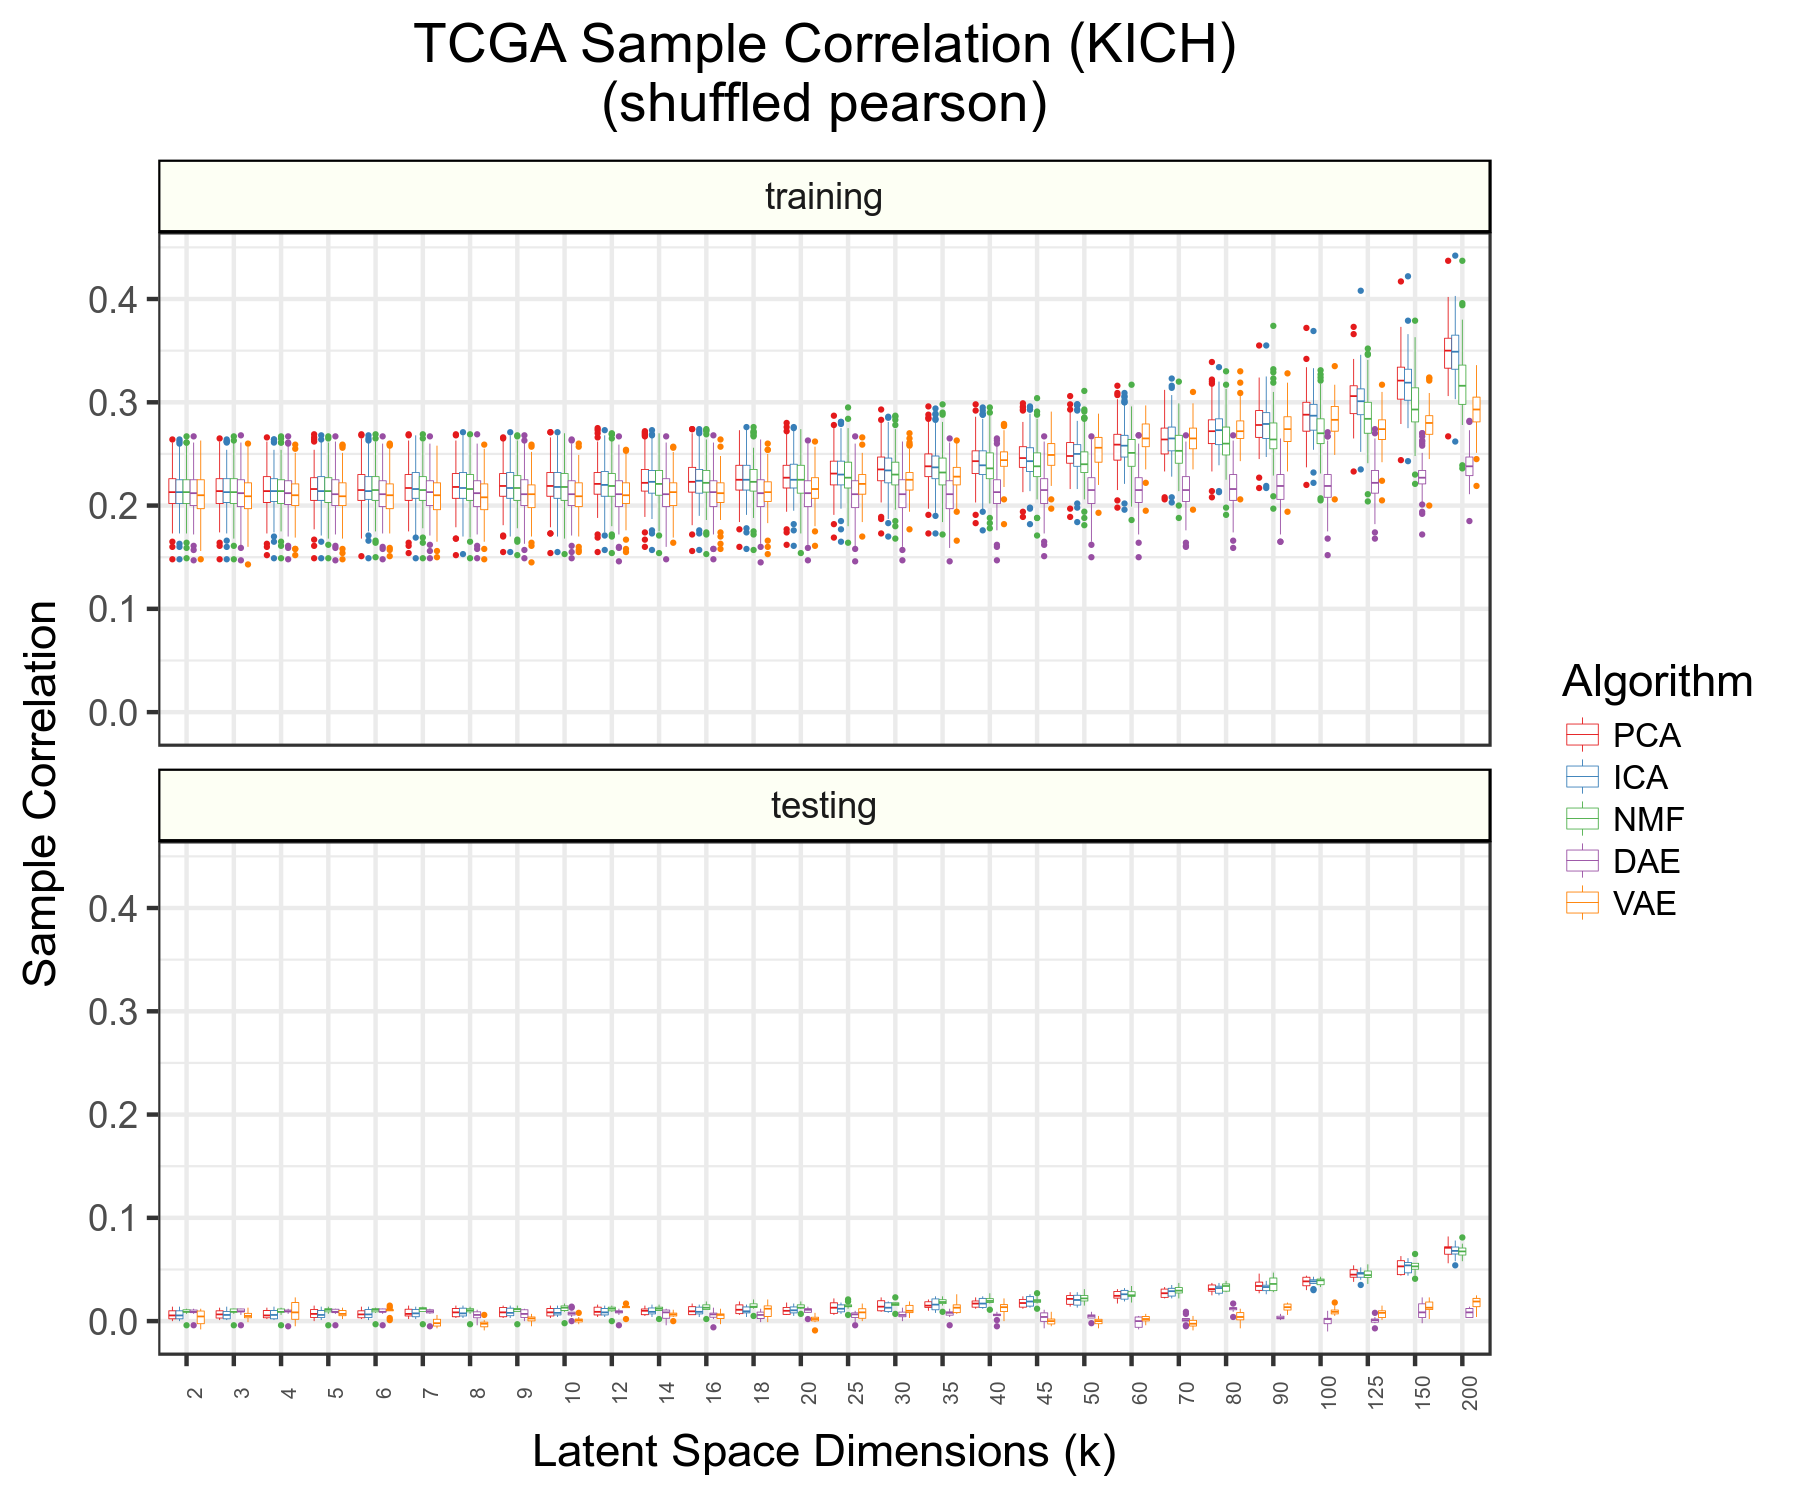 TCGA Sample Correlation (KICH)
(shuffled pearson)
training
0.4
0.3
0.2
0.1
0.0
testing
0.4
0.3
0.2
0.1
0.0
Sample Correlation
2 3 4 5 6 7 8 9 10 12 14 16 18 20 25 30 35 40 45 50 60 70 80 90 100 125 150 200
Latent Space Dimensions (k)
Algorithm
PCA
ICA
NMF
DAE
VAE